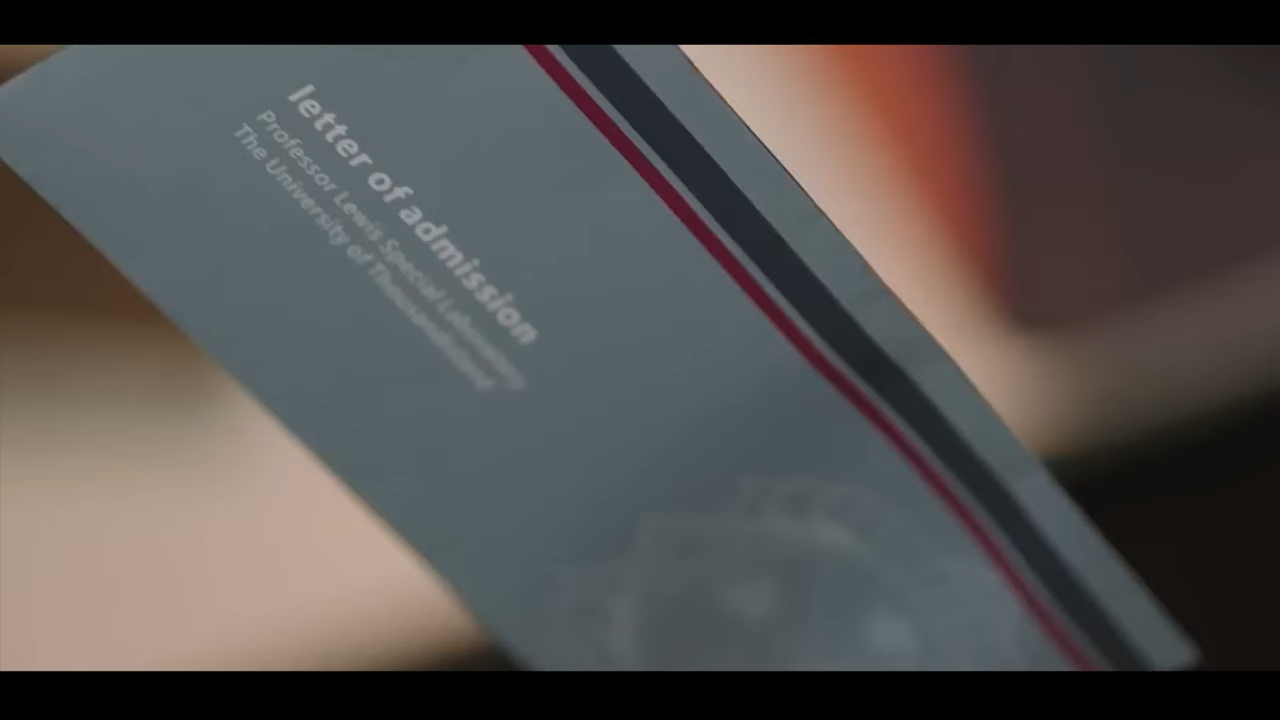 letter of admission
Professor Lewis Special Laboratory
The University of